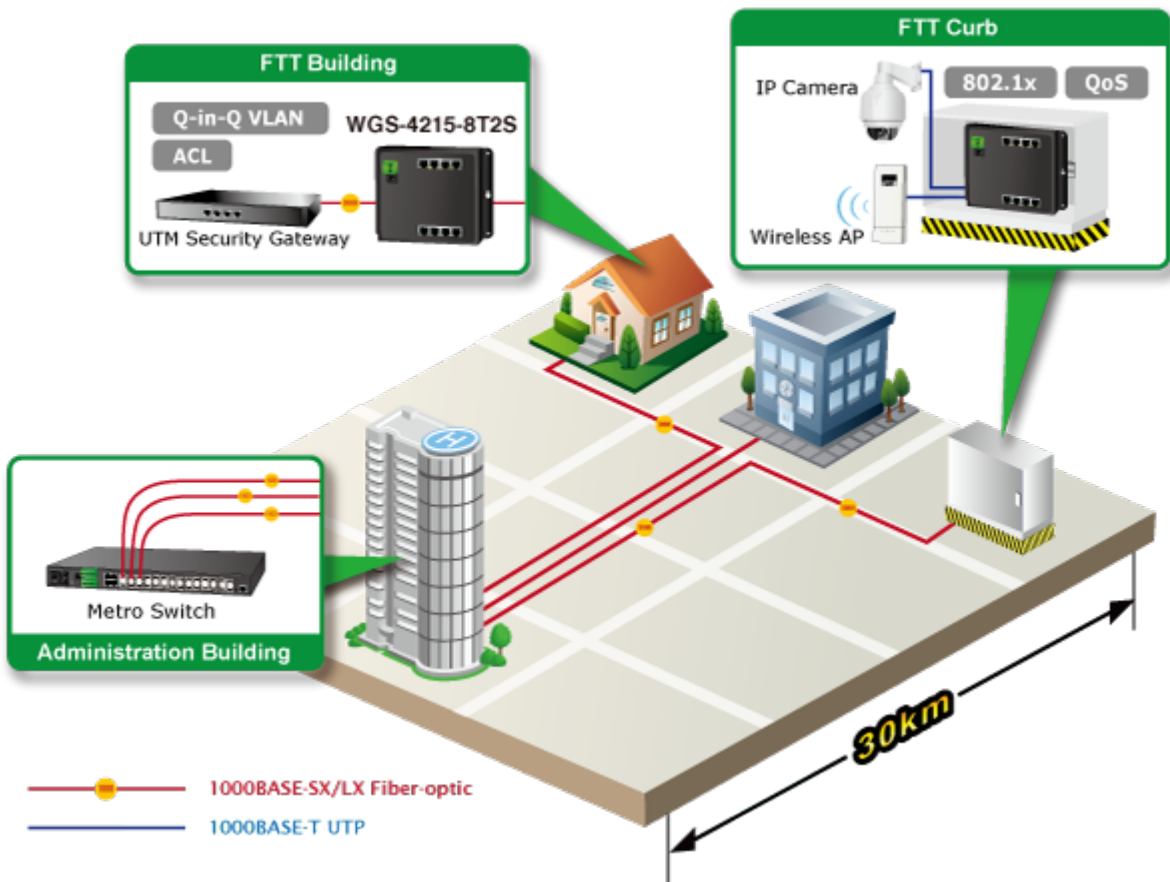 FTT Building
Q-in-Q VLAN
ACL
WGS-4215-8T2S
UTM Security Gateway
FTT Curb
IP Camera
802.1x
QoS
Wireless AP
H
Metro Switch
Administration Building
30km
1000BASE-SX/LX Fiber-optic
1000BASE-T UTP